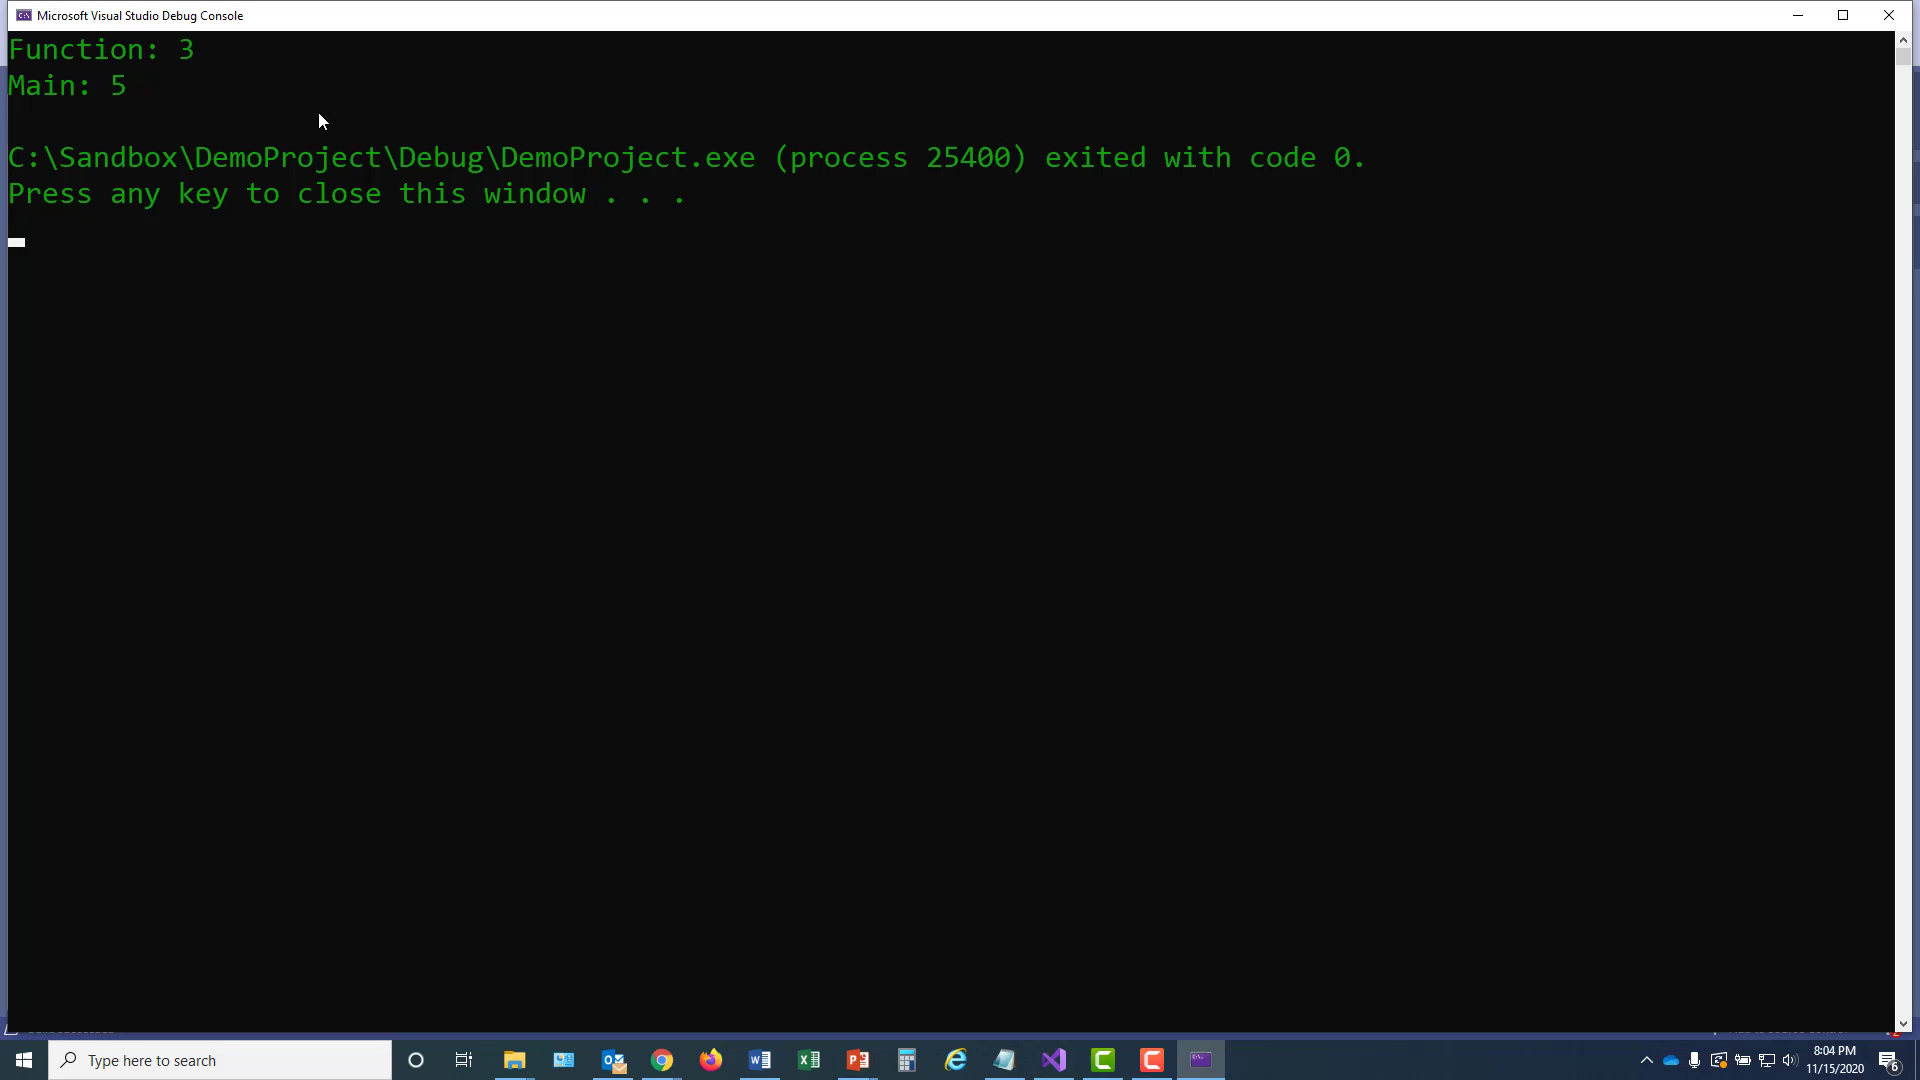 Microsoft Visual Studio Debug Console
Function: 3
Main: 5
C:\Sandbox\DemoProject\Debug\DemoProject.exe (process 25400) exited with code 0.
Press any key to close this window . . .
Type here to search
8:04 PM
11/15/2020
6